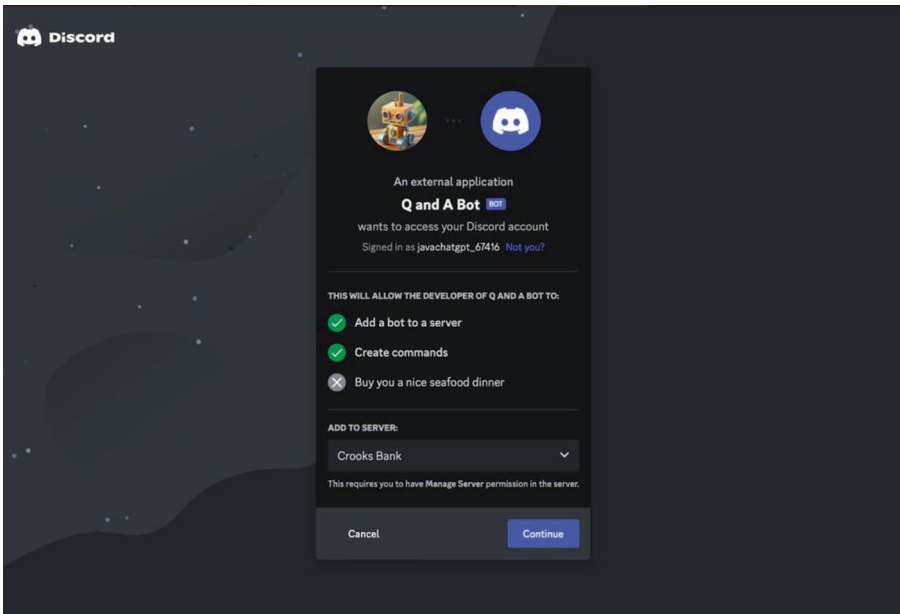 Discord
An external application
Q and A Bot BOT
wants to access your Discord account
Signed in as javachatgpt_67416 Not you?
THIS WILL ALLOW THE DEVELOPER OF Q AND A BOT TO:
Add a bot to a server
Create commands
Buy you a nice seafood dinner
ADD TO SERVER:
Crooks Bank
This requires you to have Manage Server permission in the server.
Cancel Continue